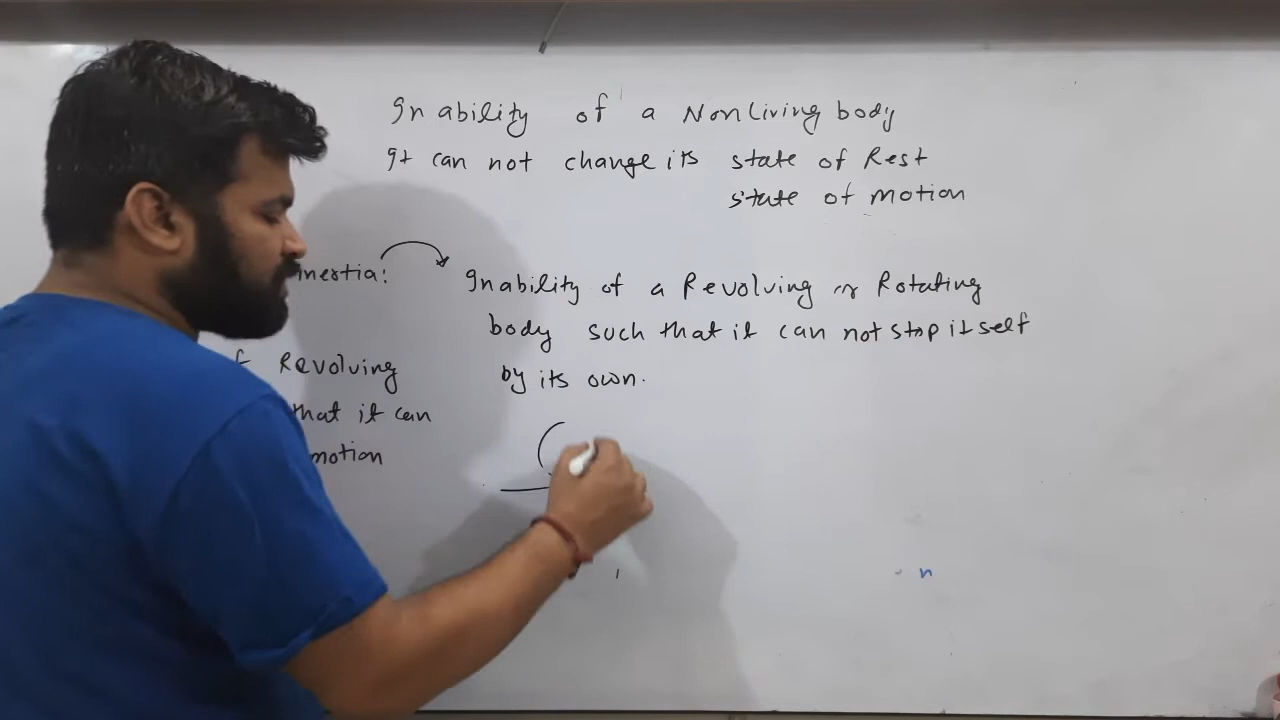 Inability of a NonLiving body
It can not change its state of Rest
state of motion
inertia:
Inability of a Revolving or Rotating
body such that it can not stop itself
by its own.
Revolving
that it can
motion
n